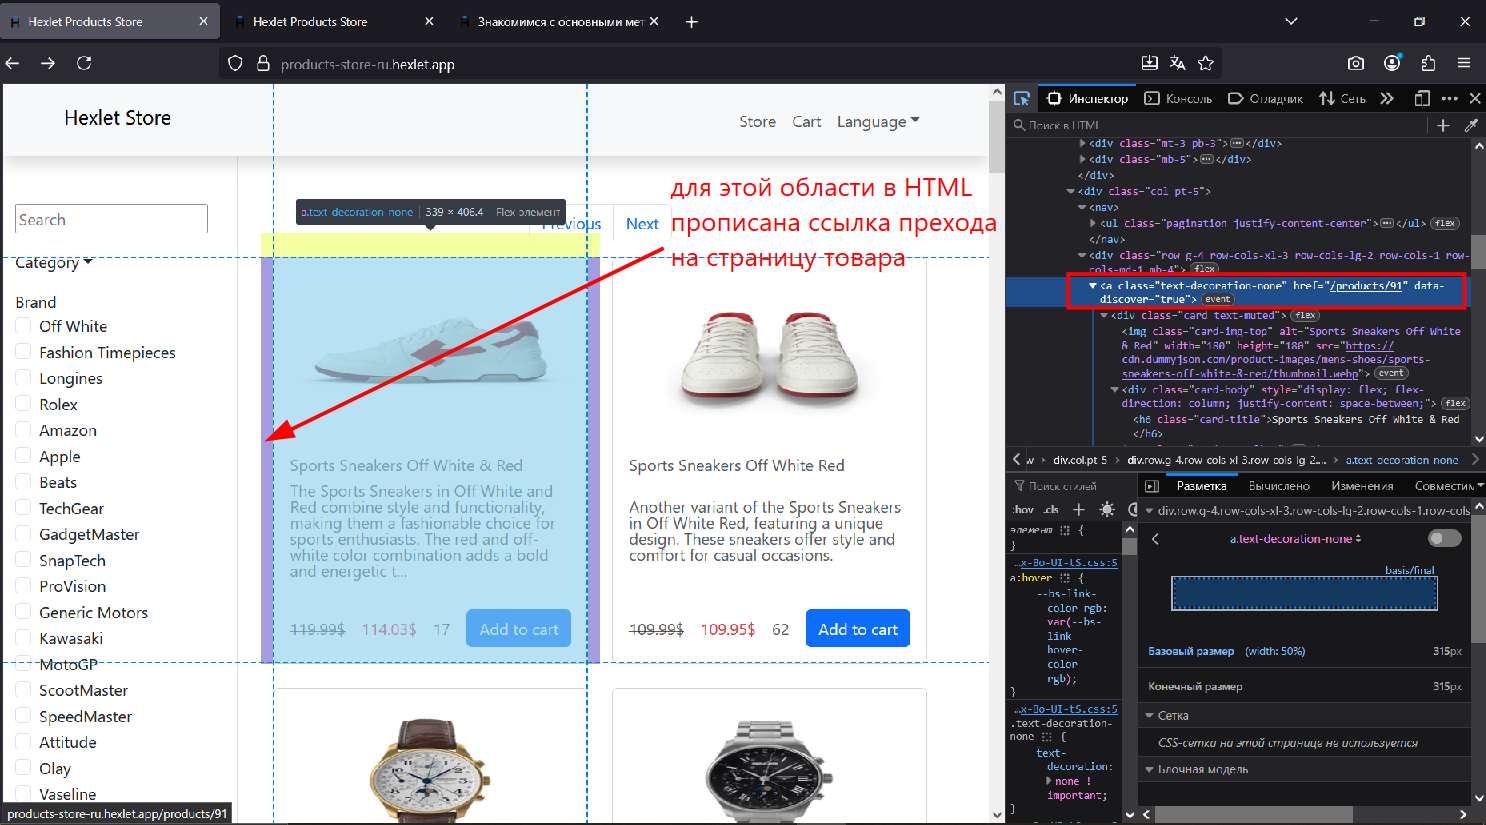 Hexlet Products Store
Hexlet Products Store
Знакомимся с основными мет
products-store-ru.hexlet.app
Hexlet Store
Store Cart Language
Search
Category
Brand
Off White
Fashion Timepieces
Longines
Rolex
Amazon
Apple
Beats
TechGear
GadgetMaster
SnapTech
ProVision
Generic Motors
Kawasaki
MotoGP
ScootMaster
SpeedMaster
Attitude
Olay
Vaseline
products-store-ru.hexlet.app/products/91
a.text-decoration-none 339 × 406.4 Flex-элемент
Previous Next
для этой области в HTML
прописана ссылка прехода
на страницу товара
Sports Sneakers Off White & Red
The Sports Sneakers in Off White and
Red combine style and functionality,
making them a fashionable choice for
sports enthusiasts. The red and off-
white color combination adds a bold
and energetic t...
119.99$ 114.03$ 17 Add to cart
Sports Sneakers Off White Red
Another variant of the Sports Sneakers
in Off White Red, featuring a unique
design. These sneakers offer style and
comfort for casual occasions.
109.99$ 109.95$ 62 Add to cart
Инспектор Консоль Отладчик Сеть
Поиск в HTML
<div class="mt-3 pb-3"></div>
<div class="mb-5"></div>
</div>
<div class="col pt-5">
<nav>
<ul class="pagination justify-content-center"></ul> flex
</nav>
<div class="row g-4 row-cols-xl-3 row-cols-lg-2 row-cols-1 row-
cols-md-1 mb-4"> flex
<a class="text-decoration-none" href="/products/91" data-
discover="true"> event
<div class="card text-muted"> flex
<img class="card-img-top" alt="Sports Sneakers Off White
& Red" width="180" height="180" src="https://
cdn.dummyjson.com/product-images/mens-shoes/sports-
sneakers-off-white-&-red/thumbnail.webp"> event
<div class="card-body" style="display: flex; flex-
direction: column; justify-content: space-between;"> flex
<h6 class="card-title">Sports Sneakers Off White & Red
</h6>
w div.col.pt-5 div.row.g-4.row-cols-xl-3.row-cols-lg-2.… a.text-decoration-none
Поиск стилей
:hov .cls
элемент {
}
…x-Bo-UI-tS.css:5
a:hover {
--bs-link-
color-rgb:
var(--bs-
link-
hover-
color-
rgb);
}
…x-Bo-UI-tS.css:5
.text-decoration-
none {
text-
decoration:
none !
important;
}
Разметка Вычислено Изменения Совместим
div.row.g-4.row-cols-xl-3.row-cols-lg-2.row-cols-1.row-cols
a.text-decoration-none
basis/final
Базовый размер (width: 50%) 315px
Конечный размер 315px
Сетка
CSS-сетка на этой странице не используется
Блочная модель